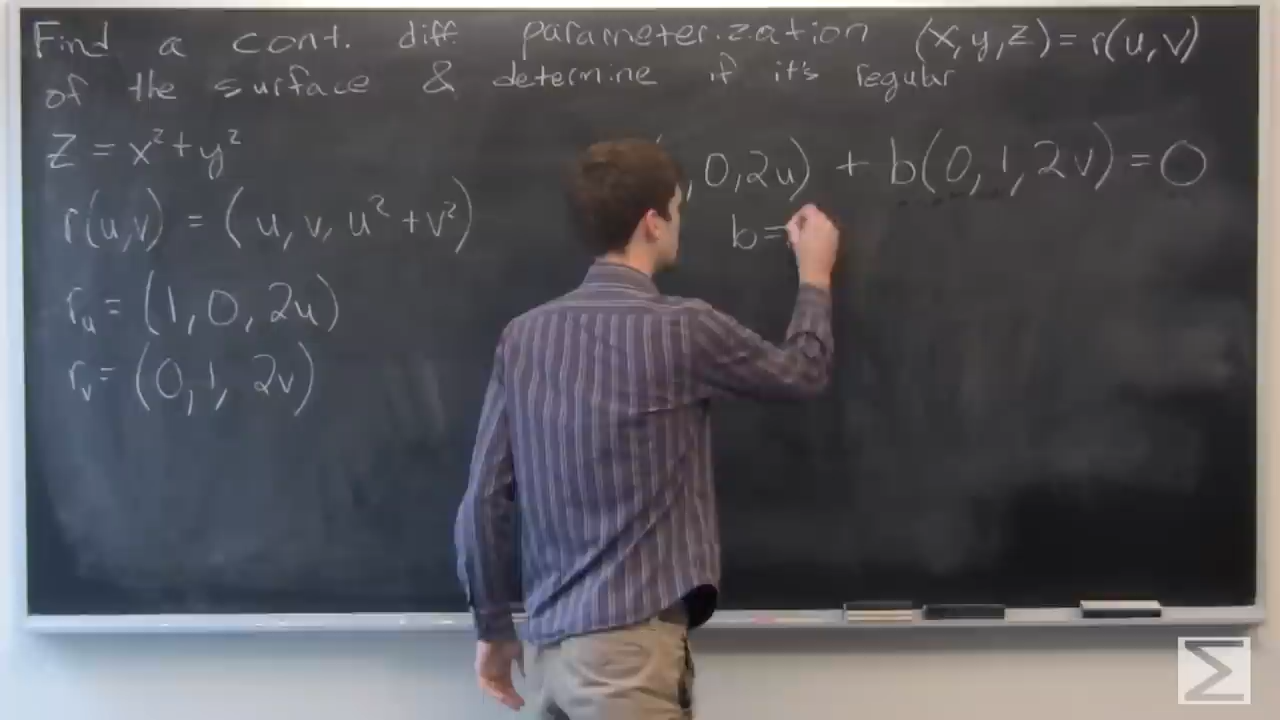 Find a cont. diff. parameterization (x,y,z)=r(u,v)
of the surface & determine if it's regular
z = x²+y²
r(u,v) = (u, v, u²+v²)
r_u = (1, 0, 2u)
r_v = (0, 1, 2v)
, 0, 2u) + b(0, 1, 2v) = 0
b=
Σ